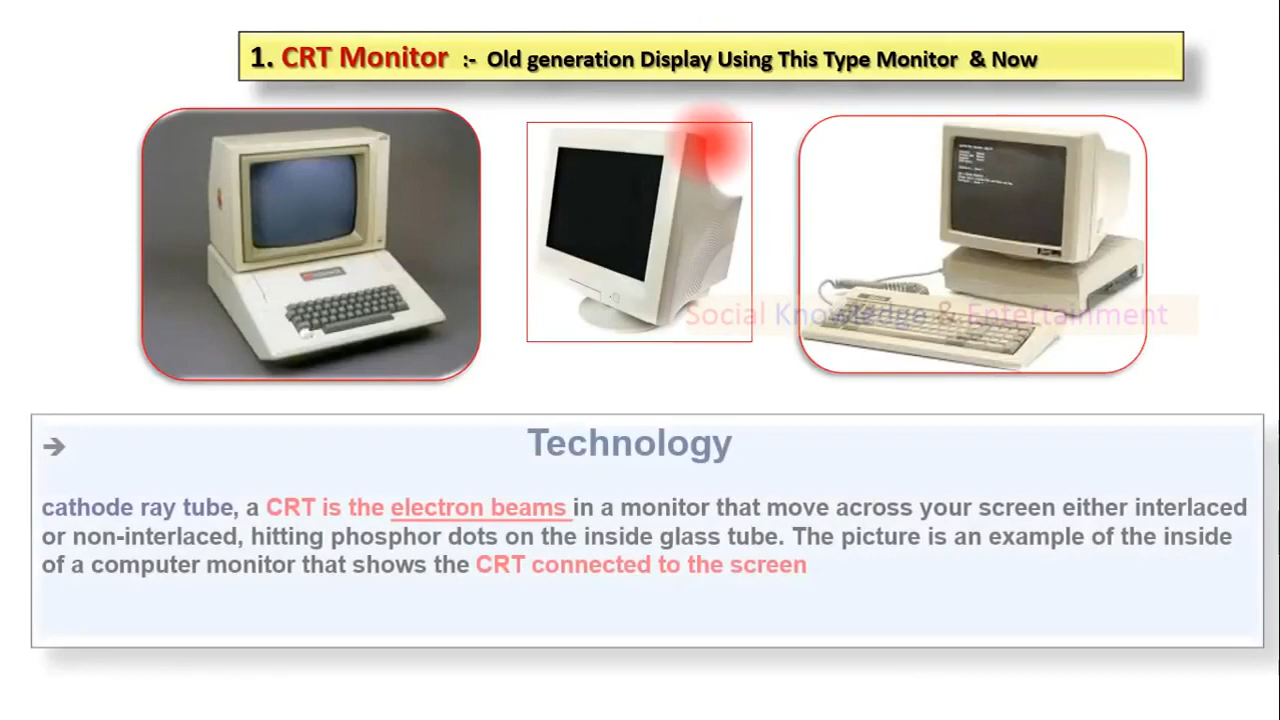 1. CRT Monitor :- Old generation Display Using This Type Monitor & Now
Social Knowledge & Entertainment
➔ Technology
cathode ray tube, a CRT is the electron beams in a monitor that move across your screen either interlaced
or non-interlaced, hitting phosphor dots on the inside glass tube. The picture is an example of the inside
of a computer monitor that shows the CRT connected to the screen